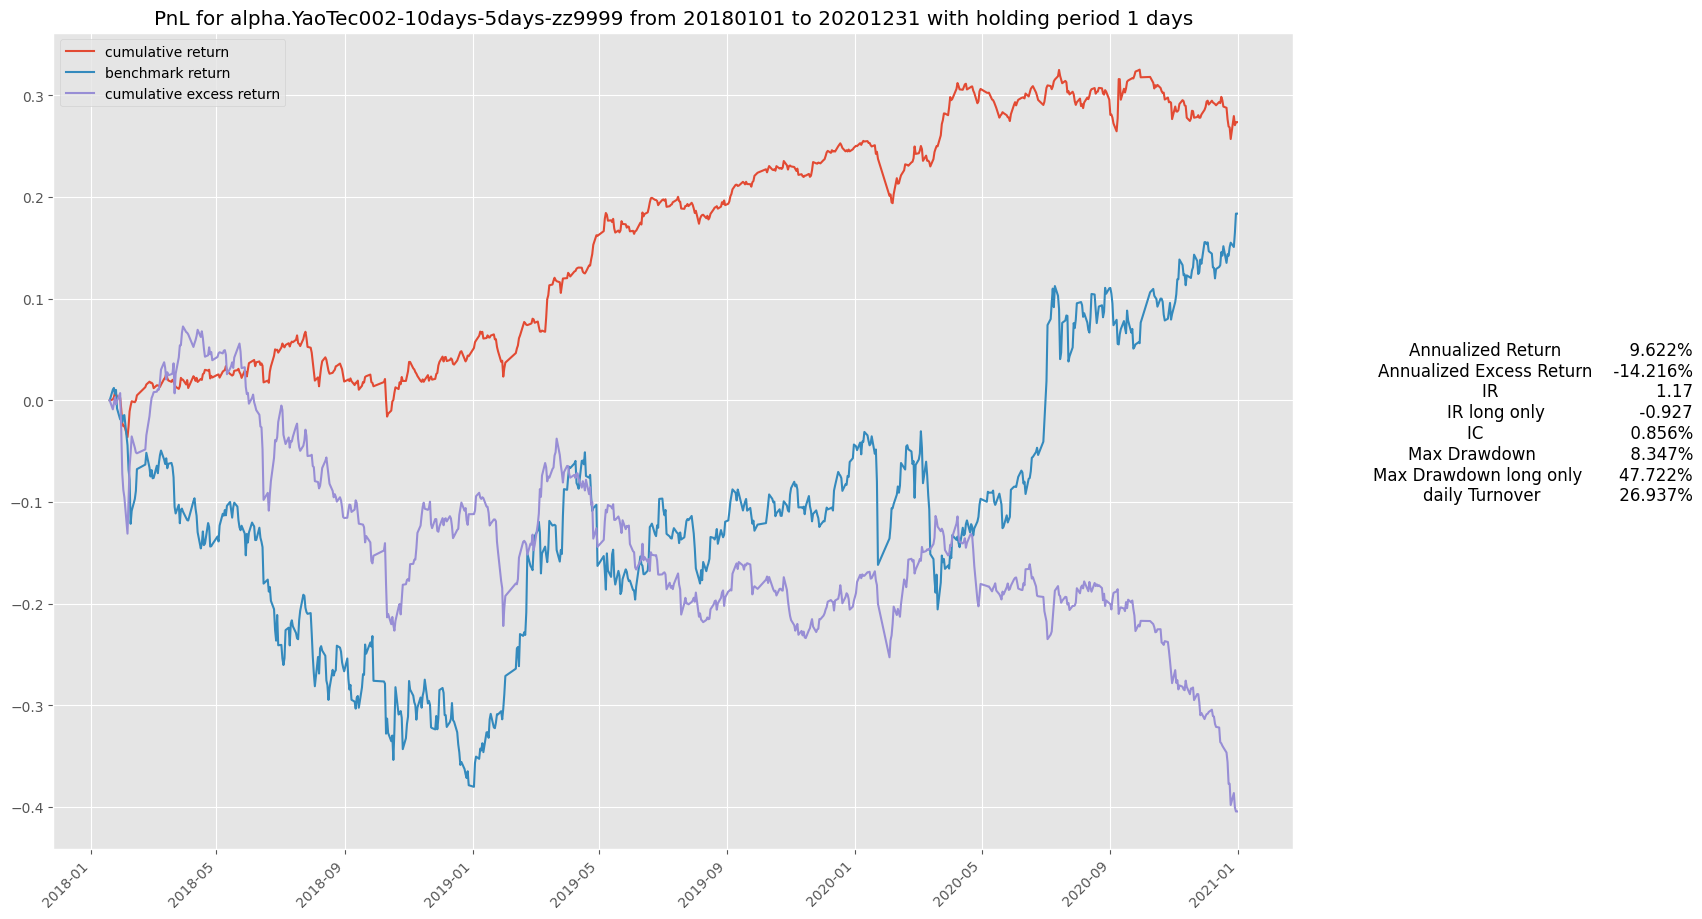 PnL for alpha.YaoTec002-10days-5days-zz9999 from 20180101 to 20201231 with holding period 1 days
cumulative return
benchmark return
cumulative excess return
0.3
0.2
0.1
0.0
−0.1
−0.2
−0.3
−0.4
2018-01
2018-05
2018-09
2019-01
2019-05
2019-09
2020-01
2020-05
2020-09
2021-01
Annualized Return 9.622%
Annualized Excess Return -14.216%
IR 1.17
IR long only -0.927
IC 0.856%
Max Drawdown 8.347%
Max Drawdown long only 47.722%
daily Turnover 26.937%